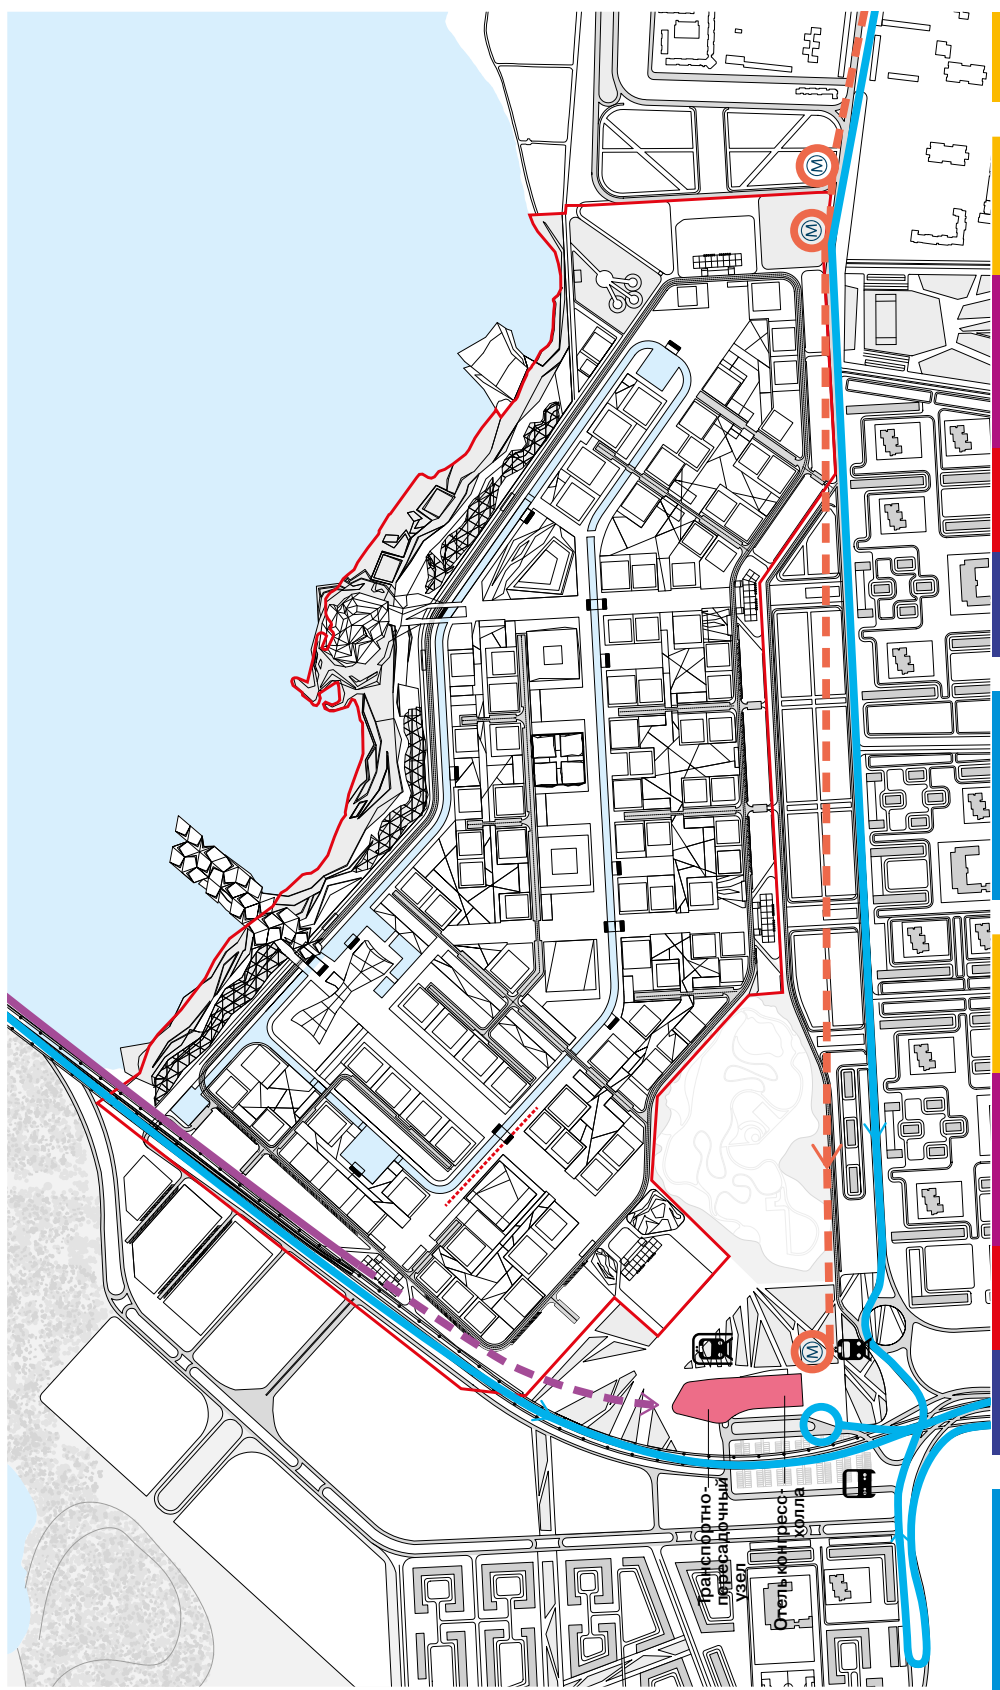 М
М
М
Транспортно-
пересадочный
узел
Отель конгресс-
холла